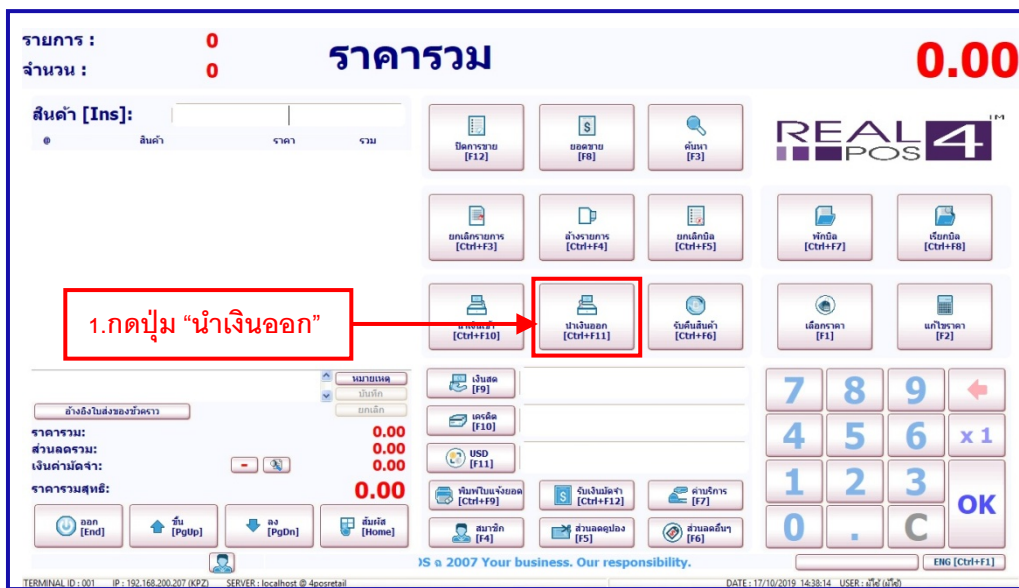 รายการ : 0
จำนวน : 0
ราคารวม
0.00
สินค้า [Ins]:
@ สินค้า ราคา รวม
ปิดการขาย
[F12]
ยอดขาย
[F8]
ค้นหา
[F3]
REAL
POS
4
TM
ยกเลิกรายการ
[Ctrl+F3]
ล้างรายการ
[Ctrl+F4]
ยกเลิกบิล
[Ctrl+F5]
พักบิล
[Ctrl+F7]
เรียกบิล
[Ctrl+F8]
1.กดปุ่ม “นำเงินออก”
นำเงินเข้า
[Ctrl+F10]
นำเงินออก
[Ctrl+F11]
รับคืนสินค้า
[Ctrl+F6]
เลือกราคา
[F1]
แก้ไขราคา
[F2]
หมายเหตุ
บันทึก
ยกเลิก
อ้างอิงใบส่งของชั่วคราว
ราคารวม: 0.00
ส่วนลดรวม: 0.00
เงินค่ามัดจำ: - 0.00
ราคารวมสุทธิ: 0.00
เงินสด
[F9]
เครดิต
[F10]
USD
[F11]
พิมพ์ใบแจ้งยอด
[Ctrl+F9]
รับเงินมัดจำ
[Ctrl+F12]
ค่าบริการ
[F7]
สมาชิก
[F4]
ส่วนลดคูปอง
[F5]
ส่วนลดอื่นๆ
[F6]
7 8 9
4 5 6 x 1
1 2 3 OK
0 . C
ออก
[End]
ขึ้น
[PgUp]
ลง
[PgDn]
สัมผัส
[Home]
2007 Your business. Our responsibility.
ENG [Ctrl+F1]
TERMINAL ID : 001 IP : 192.168.200.207 (KPZ) SERVER : localhost @ 4posretail DATE : 17/10/2019 14:38:14 USER :